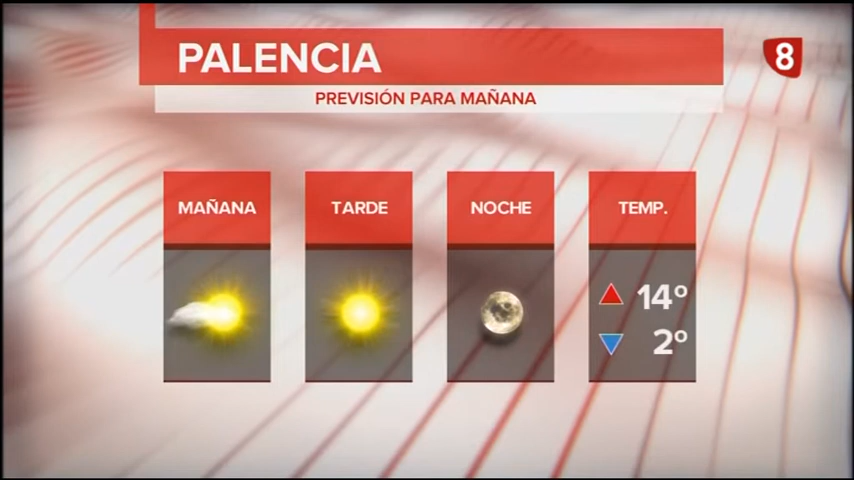 PALENCIA
8
PREVISIÓN PARA MAÑANA
MAÑANA
TARDE
NOCHE
TEMP.
14º
2º